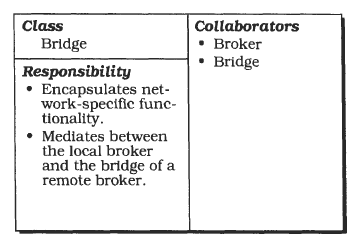 Class
Bridge
Responsibility
• Encapsulates net-
work-specific func-
tionality.
• Mediates between
the local broker
and the bridge of a
remote broker.
Collaborators
• Broker
• Bridge